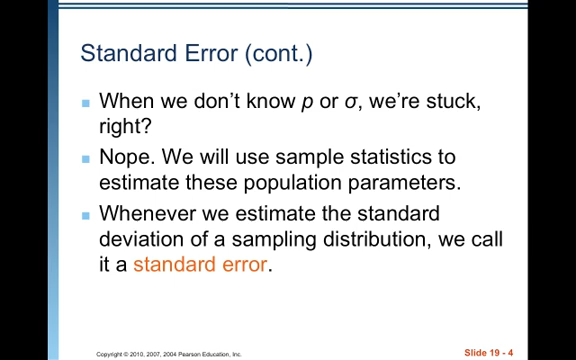 Standard Error (cont.)
When we don't know p or σ, we're stuck,
right?
Nope. We will use sample statistics to
estimate these population parameters.
Whenever we estimate the standard
deviation of a sampling distribution, we call
it a standard error.
Copyright © 2010, 2007, 2004 Pearson Education, Inc.
Slide 19 - 4